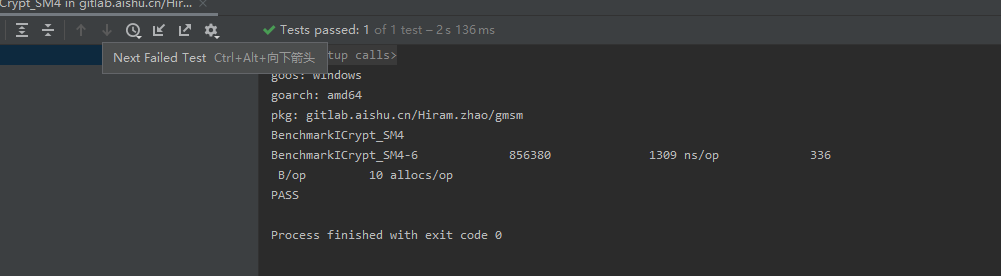 Crypt_SM4 in gitlab.aishu.cn/Hir...
Tests passed: 1 of 1 test – 2 s 136 ms
Next Failed Test Ctrl+Alt+向下箭头
tup calls>
goos: windows
goarch: amd64
pkg: gitlab.aishu.cn/Hiram.zhao/gmsm
BenchmarkICrypt_SM4
BenchmarkICrypt_SM4-6 856380 1309 ns/op 336
B/op 10 allocs/op
PASS
Process finished with exit code 0